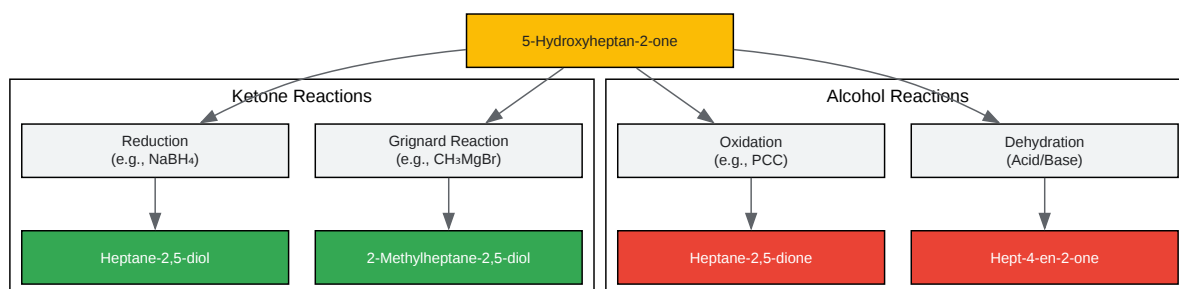 5-Hydroxyheptan-2-one
Ketone Reactions
Alcohol Reactions
Reduction
(e.g., NaBH₄)
Grignard Reaction
(e.g., CH₃MgBr)
Oxidation
(e.g., PCC)
Dehydration
(Acid/Base)
Heptane-2,5-diol
2-Methylheptane-2,5-diol
Heptane-2,5-dione
Hept-4-en-2-one